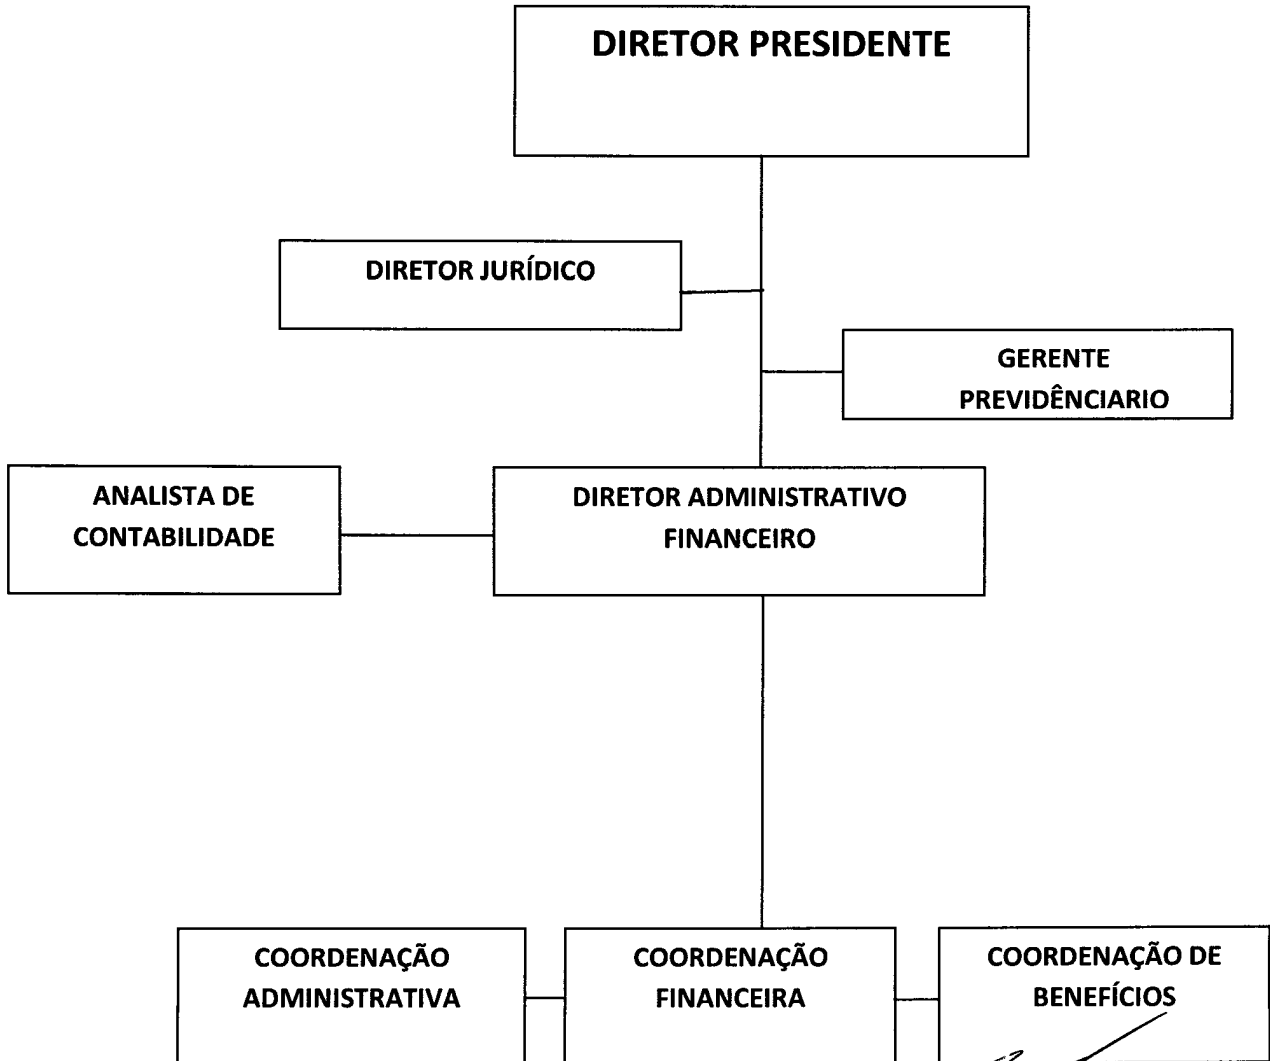 DIRETOR PRESIDENTE
DIRETOR JURÍDICO
GERENTE
PREVIDÊNCIARIO
ANALISTA DE
CONTABILIDADE
DIRETOR ADMINISTRATIVO
FINANCEIRO
COORDENAÇÃO
ADMINISTRATIVA
COORDENAÇÃO
FINANCEIRA
COORDENAÇÃO DE
BENEFÍCIOS